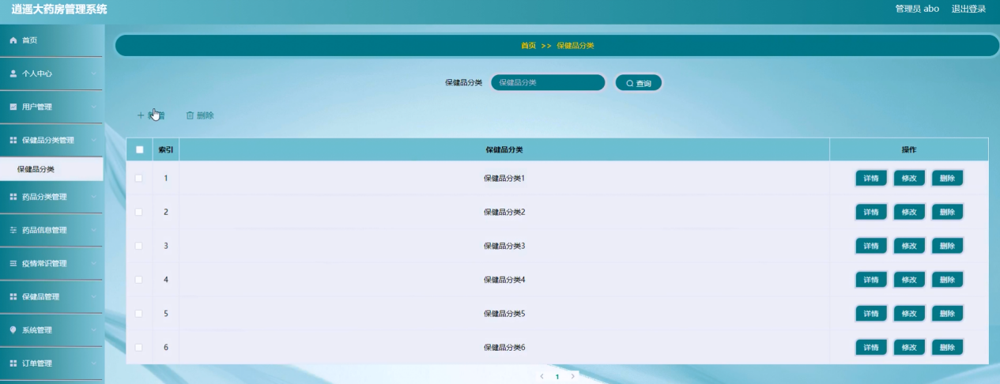 逍遥大药房管理系统
管理员 abo 退出登录
首页
个人中心
用户管理
保健品分类管理
保健品分类
药品分类管理
药品信息管理
疫情常识管理
保健品管理
系统管理
订单管理
首页 >> 保健品分类
保健品分类 保健品分类 查询
+ 新增 删除
索引 保健品分类 操作
1 保健品分类1 详情 修改 删除
2 保健品分类2 详情 修改 删除
3 保健品分类3 详情 修改 删除
4 保健品分类4 详情 修改 删除
5 保健品分类5 详情 修改 删除
6 保健品分类6 详情 修改 删除
< 1 >